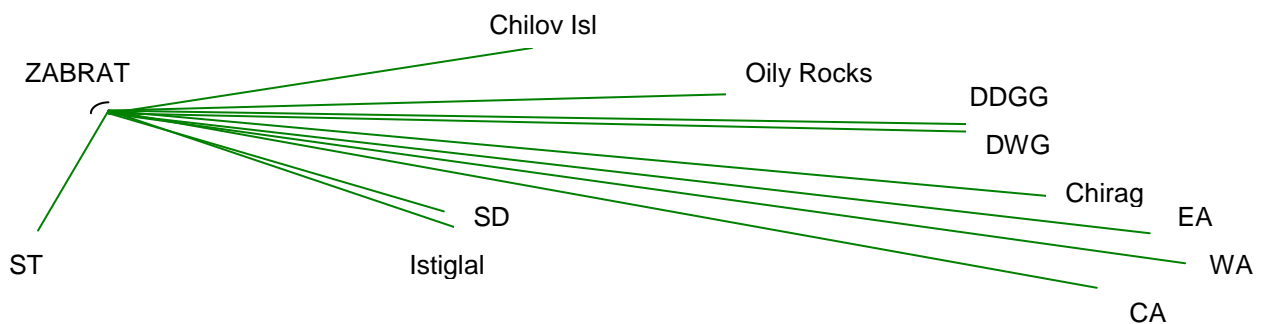 Chilov Isl
ZABRAT
Oily Rocks
DDGG
DWG
Chirag
SD
EA
ST
Istiglal
WA
CA